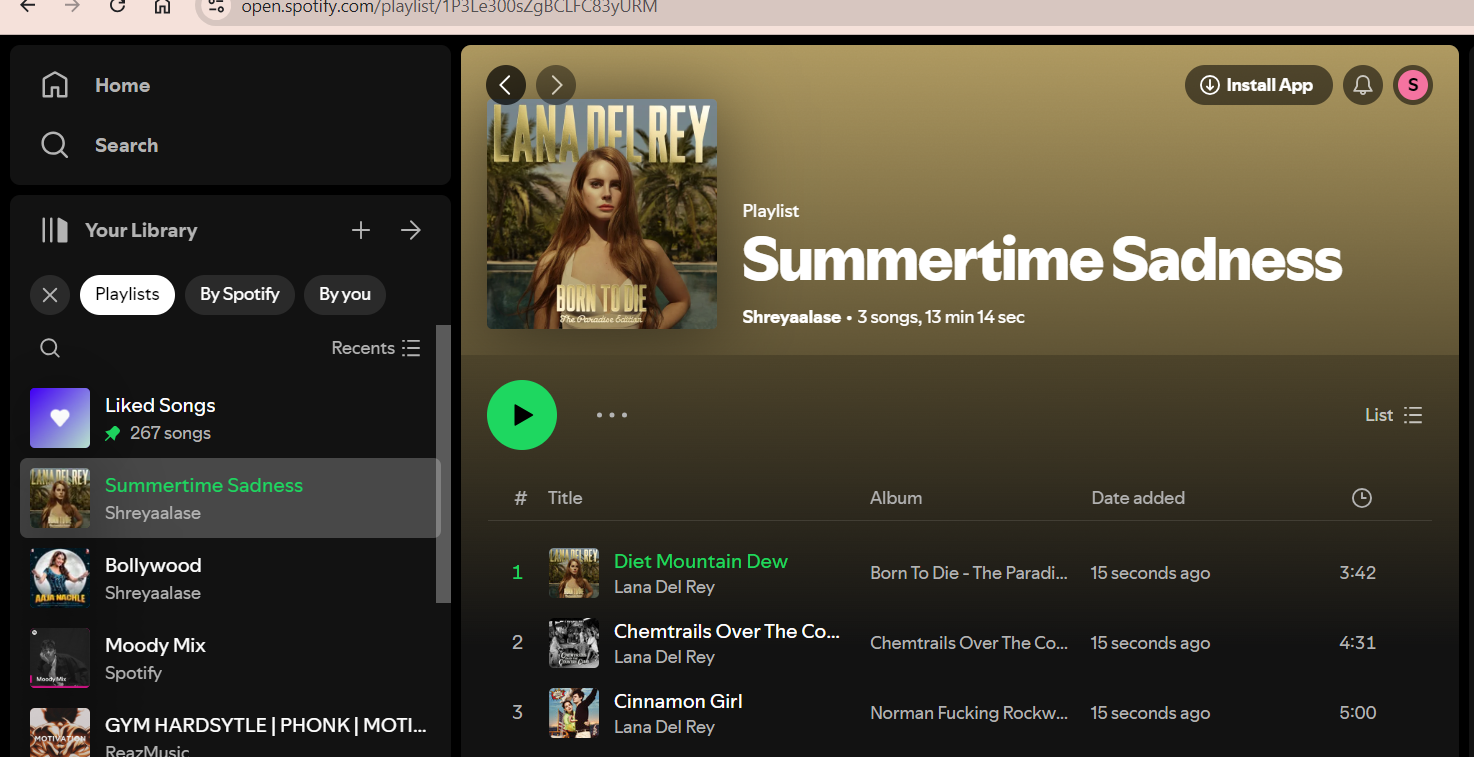 open.spotify.com/playlist/1P3Le300sZgBCLFC83yURM
Home
Search
Your Library
Playlists
By Spotify
By you
Recents
Liked Songs
267 songs
Summertime Sadness
Shreyaalase
Bollywood
Shreyaalase
AAJA NACHLE
Moody Mix
Spotify
Moody Mix
GYM HARDSYTLE | PHONK | MOTI...
ReazMusic
MOTIVATION
Install App
S
LANA DEL REY
BORN TO DIE
The Paradise Edition
Playlist
Summertime Sadness
Shreyaalase • 3 songs, 13 min 14 sec
List
# Title Album Date added
1 Diet Mountain Dew Born To Die - The Paradi... 15 seconds ago 3:42
Lana Del Rey
2 Chemtrails Over The Co... Chemtrails Over The Co... 15 seconds ago 4:31
Lana Del Rey
3 Cinnamon Girl Norman Fucking Rockw... 15 seconds ago 5:00
Lana Del Rey